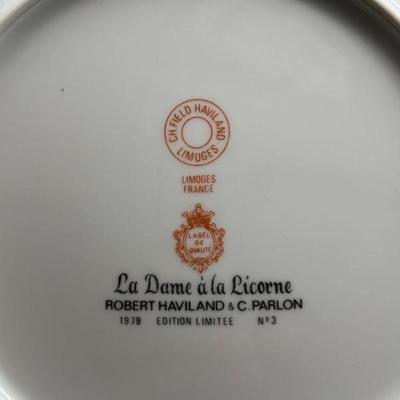 CH FIELD HAVILAND
LIMOGES
LIMOGES
FRANCE
LABEL
DE
QUALITÉ
La Dame à la Licorne
ROBERT HAVILAND & C. PARLON
1979 EDITION LIMITEE Nº3